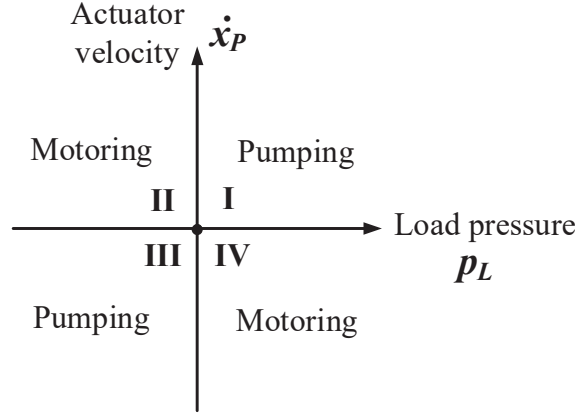 Actuator
velocity ẋP
Motoring Pumping
II I
Load pressure
pL
III IV
Pumping Motoring